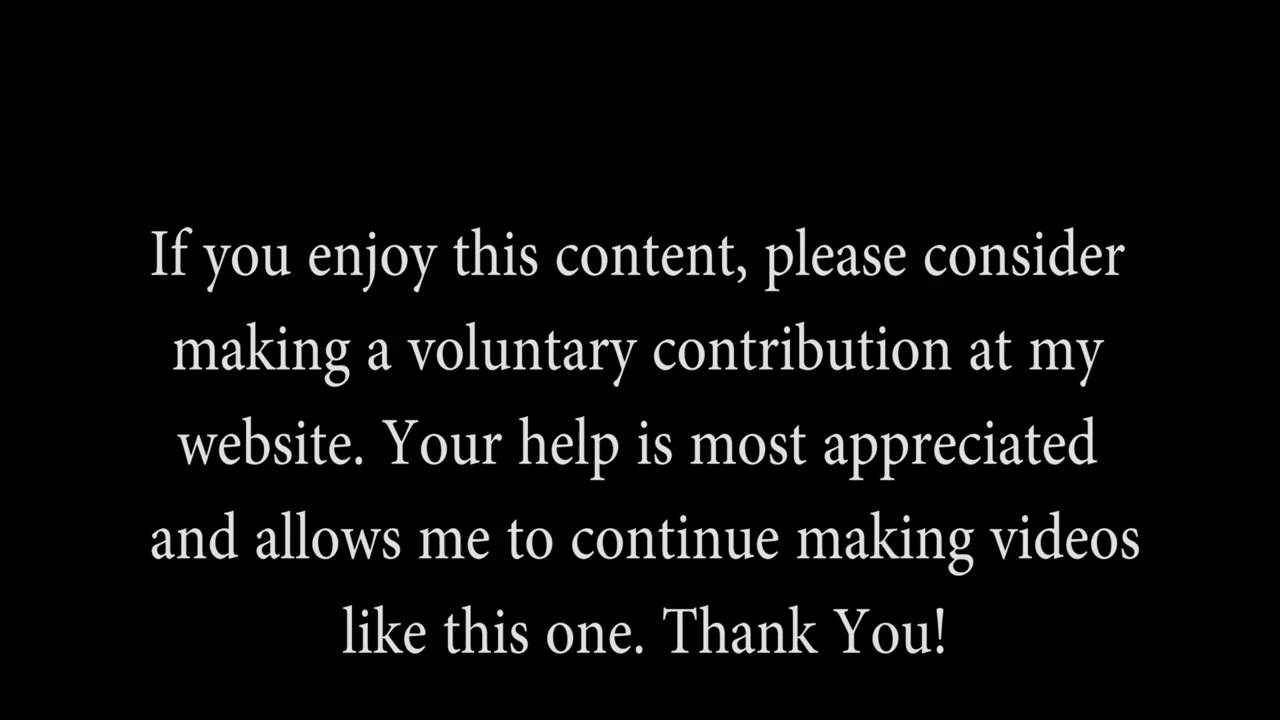 If you enjoy this content, please consider
making a voluntary contribution at my
website. Your help is most appreciated
and allows me to continue making videos
like this one. Thank You!